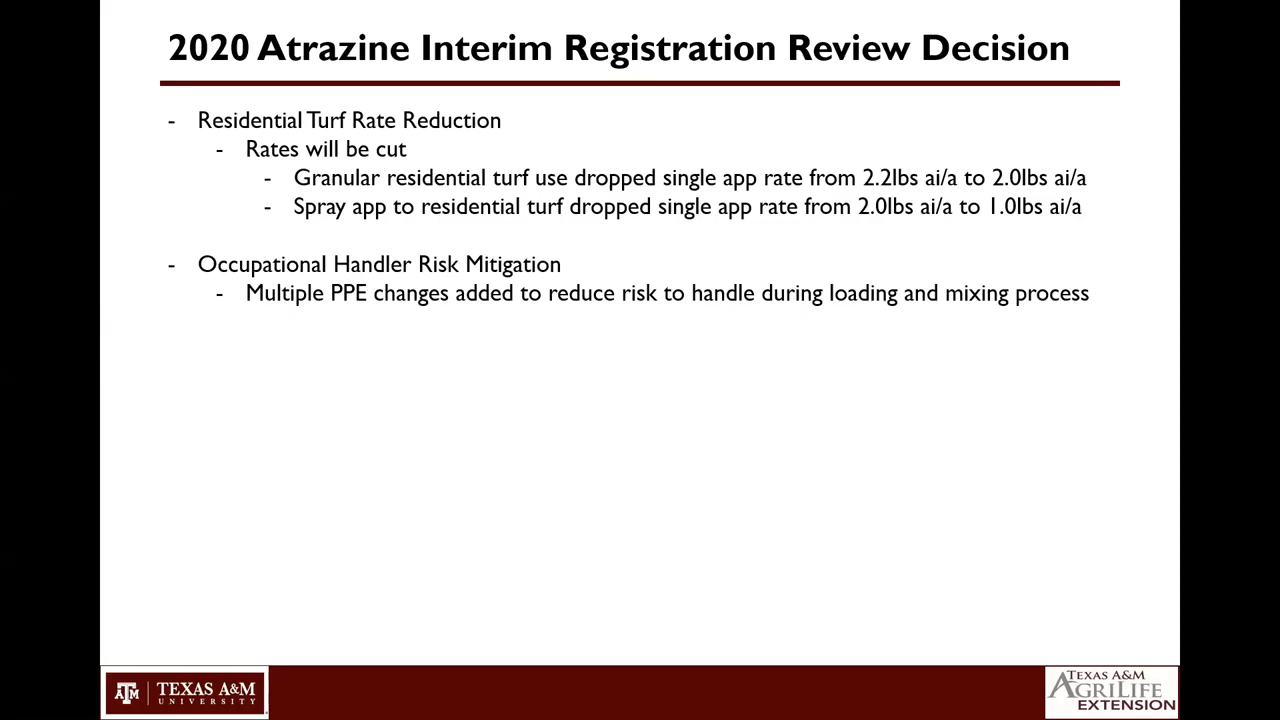 2020 Atrazine Interim Registration Review Decision
- Residential Turf Rate Reduction
- Rates will be cut
- Granular residential turf use dropped single app rate from 2.2lbs ai/a to 2.0lbs ai/a
- Spray app to residential turf dropped single app rate from 2.0lbs ai/a to 1.0lbs ai/a
- Occupational Handler Risk Mitigation
- Multiple PPE changes added to reduce risk to handle during loading and mixing process
ATM TEXAS A&M
UNIVERSITY
TEXAS A&M
AGRILIFE
EXTENSION